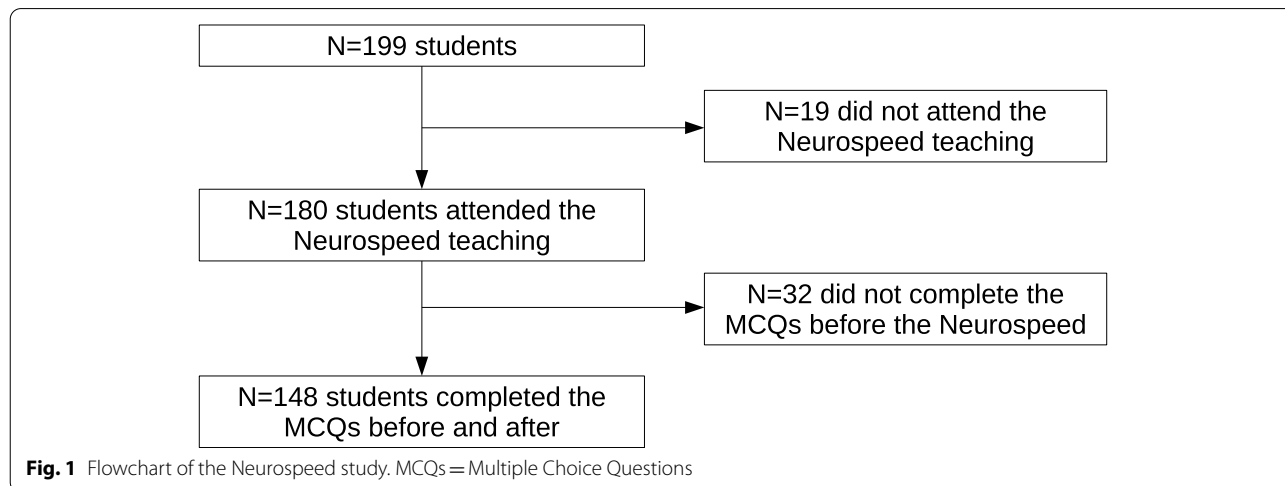 N=199 students
N=19 did not attend the
Neurospeed teaching
N=180 students attended the
Neurospeed teaching
N=32 did not complete the
MCQs before the Neurospeed
N=148 students completed the
MCQs before and after
Fig. 1 Flowchart of the Neurospeed study. MCQs = Multiple Choice Questions